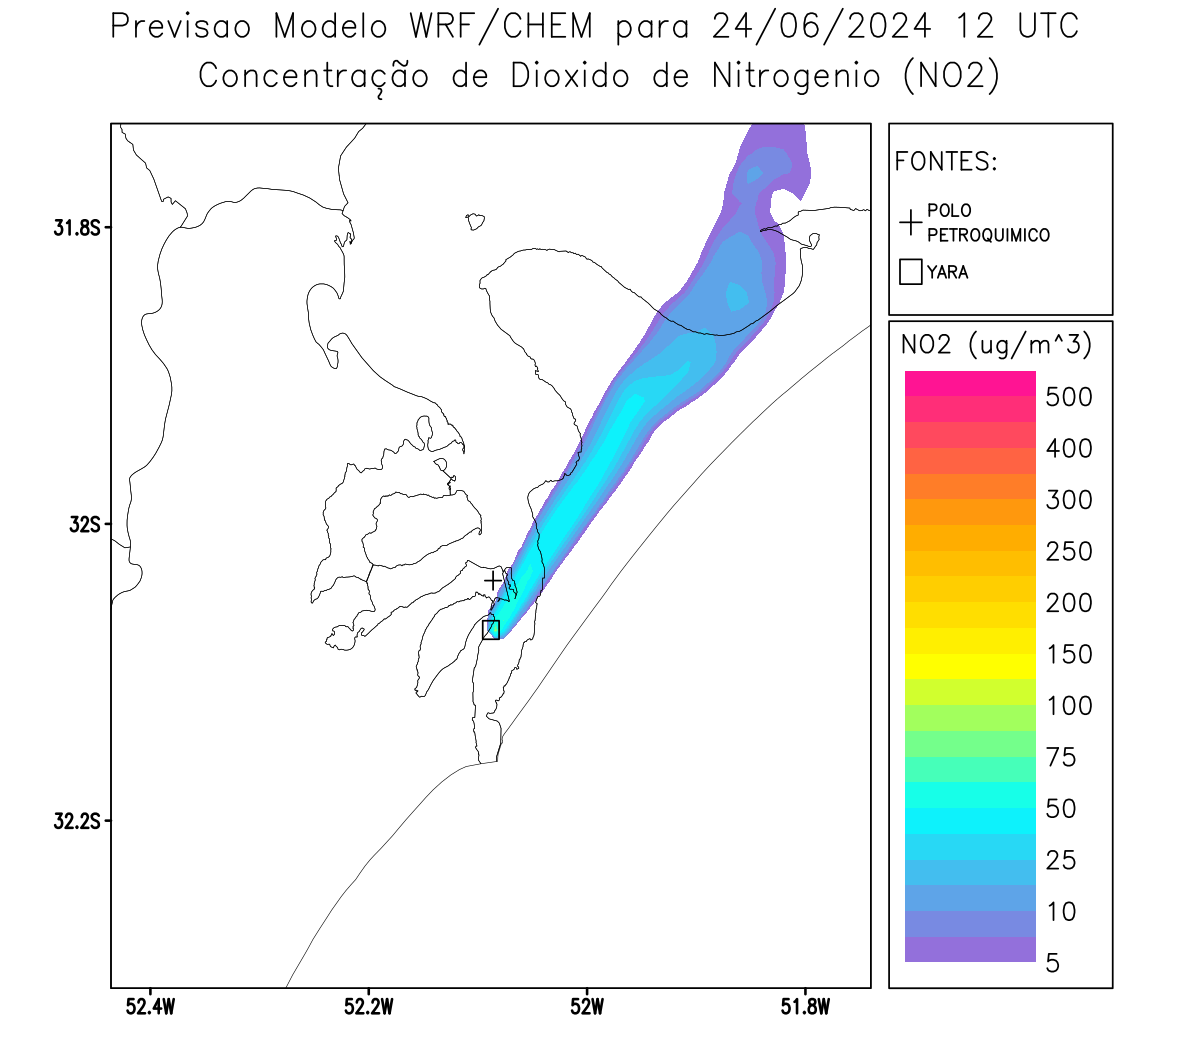 Previsao Modelo WRF/CHEM para 24/06/2024 12 UTC
Concentração de Dioxido de Nitrogenio (NO2)
FONTES:
POLO
PETROQUIMICO
YARA
NO2 (ug/m^3)
500
400
300
250
200
150
100
75
50
25
10
5
31.8S
32S
32.2S
52.4W
52.2W
52W
51.8W